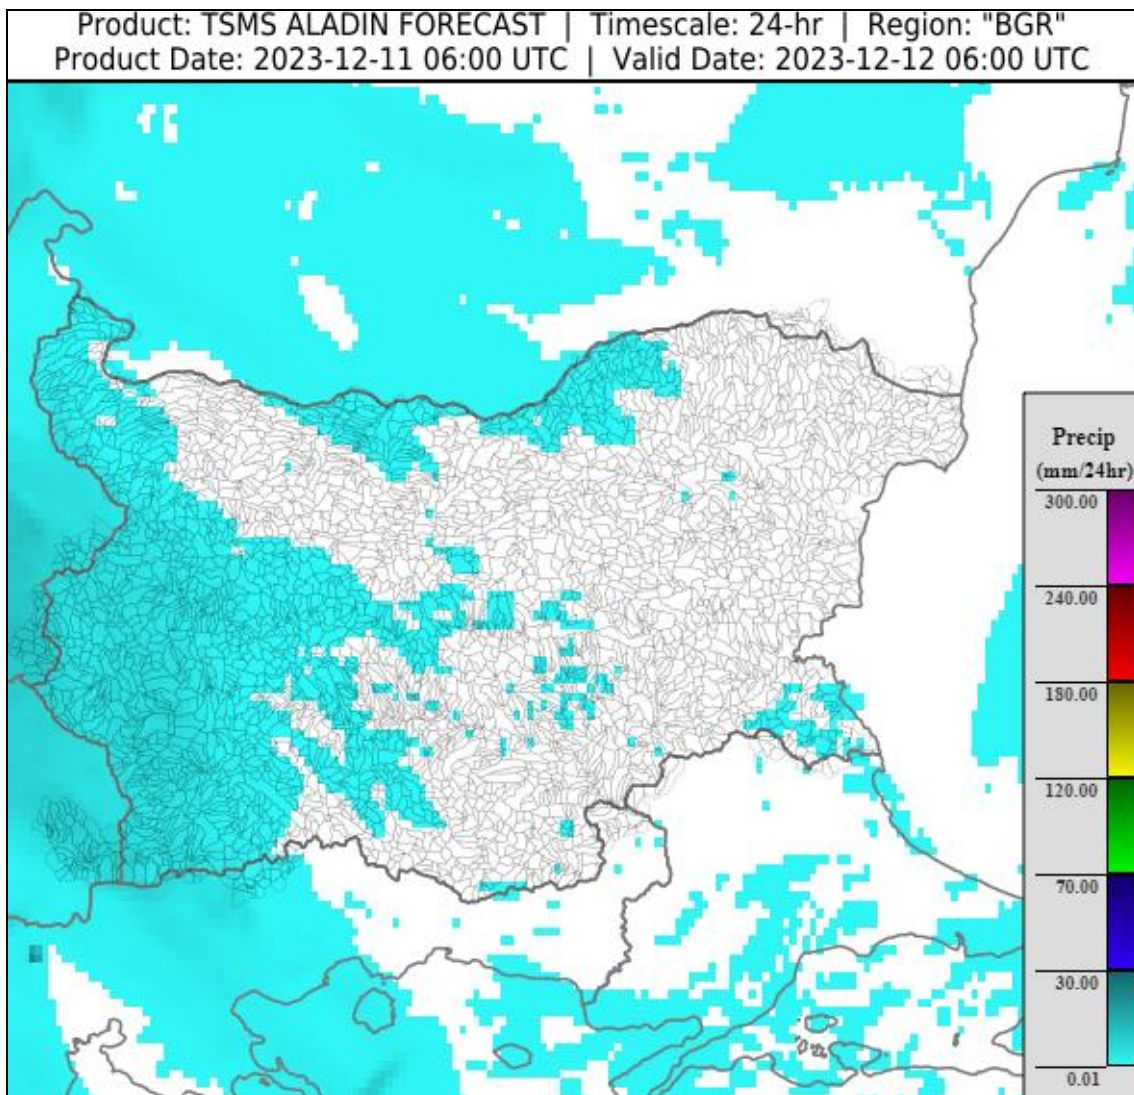 Product: TSMS ALADIN FORECAST | Timescale: 24-hr | Region: "BGR"
Product Date: 2023-12-11 06:00 UTC | Valid Date: 2023-12-12 06:00 UTC
Precip
(mm/24hr)
300.00
240.00
180.00
120.00
70.00
30.00
0.01